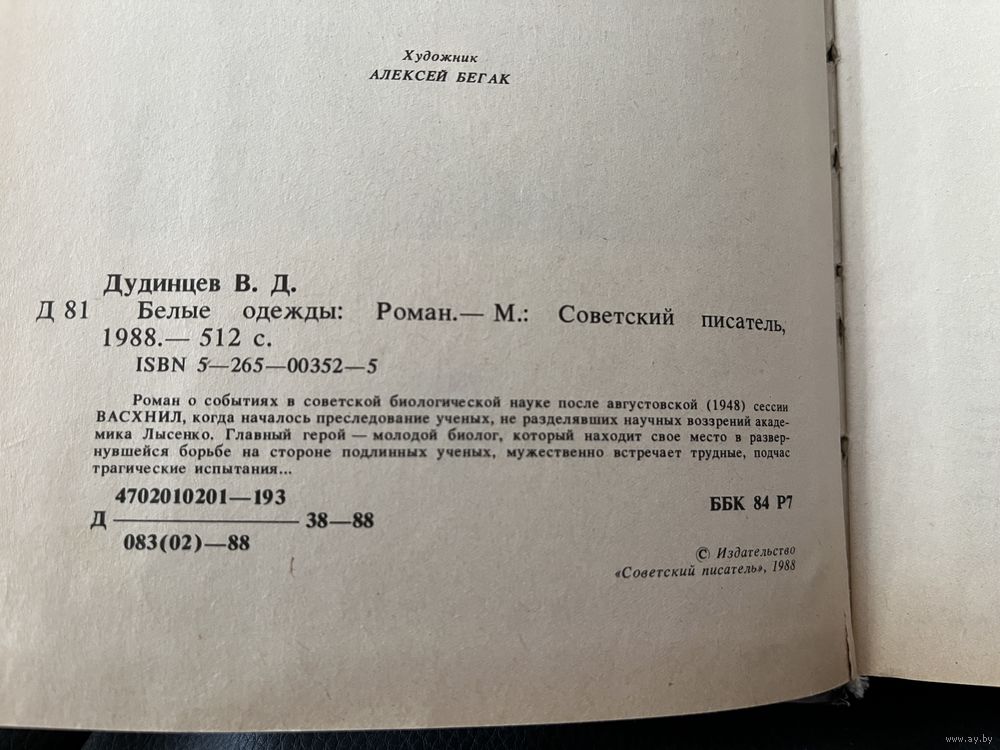 Художник
АЛЕКСЕЙ БЕГАК
Дудинцев В. Д.
Д 81 Белые одежды: Роман.— М.: Советский писатель,
1988.— 512 с.
ISBN 5—265—00352—5
Роман о событиях в советской биологической науке после августовской (1948) сессии
ВАСХНИЛ, когда началось преследование ученых, не разделявших научных воззрений акаде-
мика Лысенко. Главный герой — молодой биолог, который находит свое место в развер-
нувшейся борьбе на стороне подлинных ученых, мужественно встречает трудные, подчас
трагические испытания...
4702010201—193
Д 38—88
083(02)—88
ББК 84 Р7
© Издательство
«Советский писатель», 1988
www.ay.by